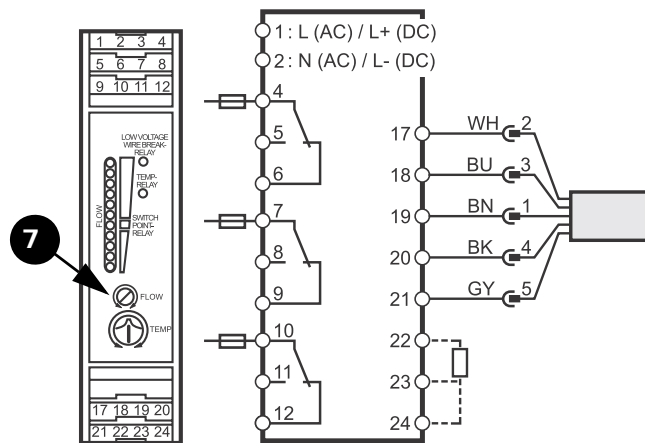 1 2 3 4
5 6 7 8
9 10 11 12
LOW VOLTAGE
WIRE BREAK-
RELAY
TEMP-
RELAY
FLOW
SWITCH
POINT-
RELAY
7
FLOW
TEMP
17 18 19 20
21 22 23 24
1: L (AC) / L+ (DC)
2: N (AC) / L- (DC)
4
5
6
7
8
9
10
11
12
17 WH 2
18 BU 3
19 BN 1
20 BK 4
21 GY 5
22
23
24